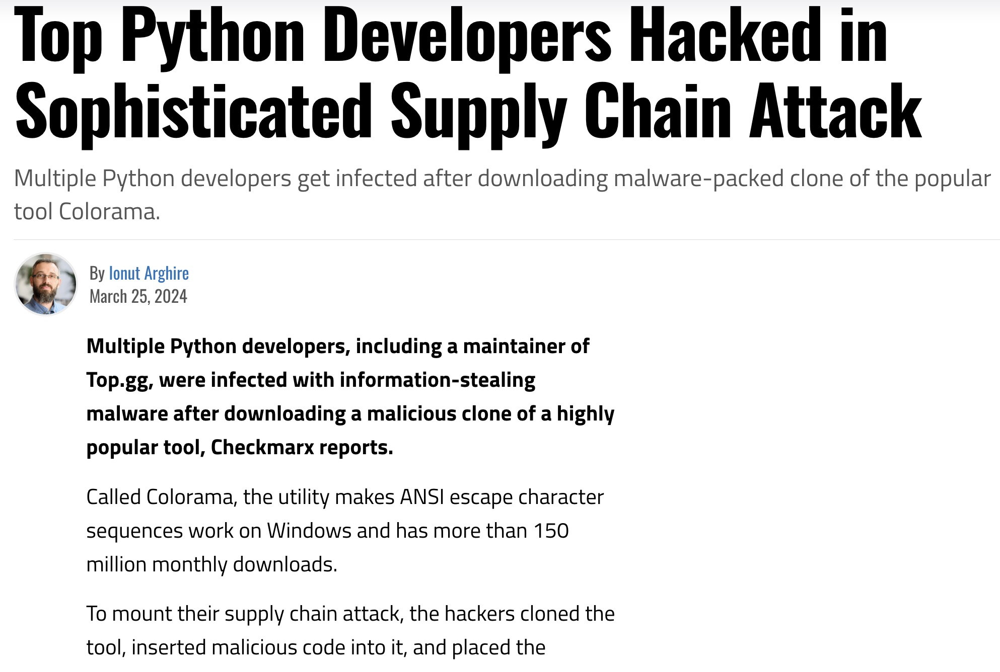 Top Python Developers Hacked in
Sophisticated Supply Chain Attack
Multiple Python developers get infected after downloading malware-packed clone of the popular
tool Colorama.
By Ionut Arghire
March 25, 2024
Multiple Python developers, including a maintainer of
Top.gg, were infected with information-stealing
malware after downloading a malicious clone of a highly
popular tool, Checkmarx reports.
Called Colorama, the utility makes ANSI escape character
sequences work on Windows and has more than 150
million monthly downloads.
To mount their supply chain attack, the hackers cloned the
tool, inserted malicious code into it, and placed the